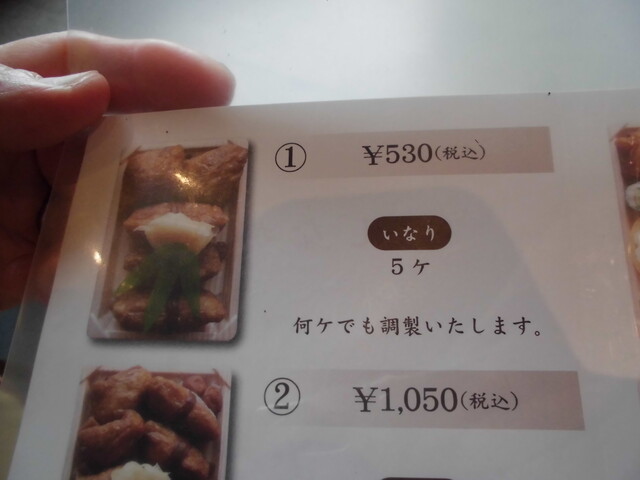 ① ¥530(税込)
いなり
5ケ
何ケでも調製いたします。
② ¥1,050(税込)